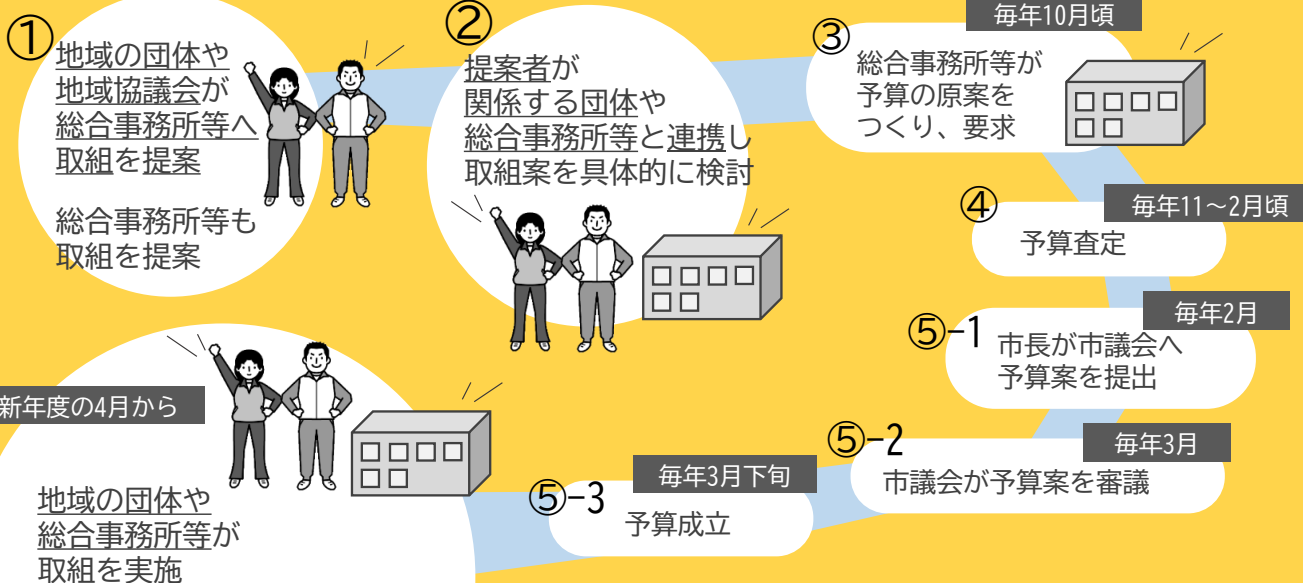 ①
地域の団体や
地域協議会が
総合事務所等へ
取組を提案
総合事務所等も
取組を提案
②
提案者が
関係する団体や
総合事務所等と連携し
取組案を具体的に検討
毎年10月頃
③
総合事務所等が
予算の原案を
つくり、要求
④
毎年11～2月頃
予算査定
毎年2月
⑤-1
市長が市議会へ
予算案を提出
⑤-2
毎年3月
市議会が予算案を審議
毎年3月下旬
⑤-3
予算成立
新年度の4月から
地域の団体や
総合事務所等が
取組を実施